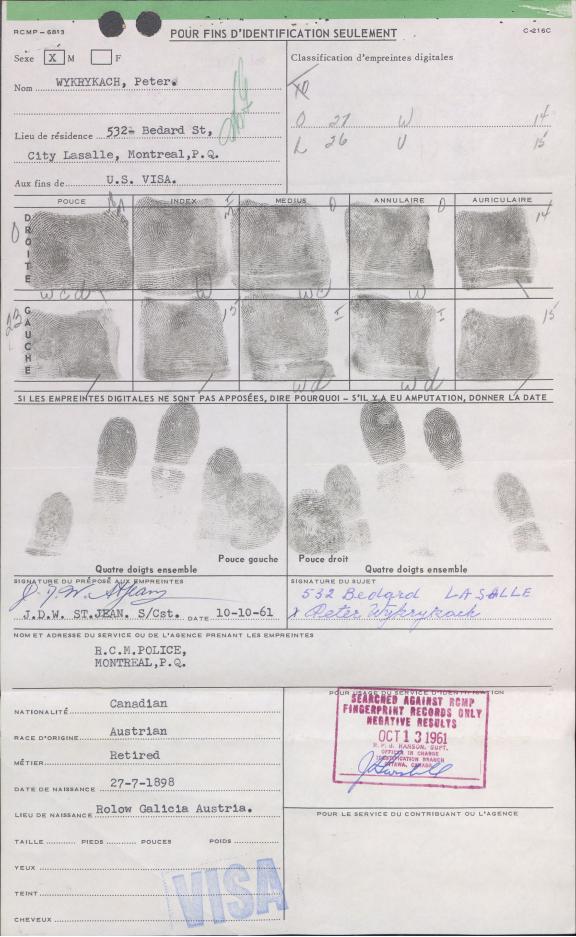 RCMP-6813
POUR FINS D'IDENTIFICATION SEULEMENT
C-216C
Sexe X M F
Nom WYKRYKACH, Peter.
Lieu de résidence 532- Bedard St,
City Lasalle, Montreal,P.Q.
Aux fins de U.S. VISA.
Classification d'empreintes digitales
O 27 W 14
L 26 U 15
POUCE INDEX MEDIUS ANNULAIRE AURICULAIRE
DROITE
GAUCHE
SI LES EMPREINTES DIGITALES NE SONT PAS APPOSÉES, DIRE POURQUOI – S'IL Y A EU AMPUTATION, DONNER LA DATE
Quatre doigts ensemble
Pouce gauche
Pouce droit
Quatre doigts ensemble
SIGNATURE DU PRÉPOSÉ AUX EMPREINTES
J.D.W. ST.JEAN. S/Cst. DATE 10-10-61
SIGNATURE DU SUJET
532 Bedard LASALLE
x Peter Wykrykach
NOM ET ADRESSE DU SERVICE OU DE L'AGENCE PRENANT LES EMPREINTES
R.C.M.POLICE,
MONTREAL,P.Q.
NATIONALITÉ Canadian
RACE D'ORIGINE Austrian
MÉTIER Retired
DATE DE NAISSANCE 27-7-1898
LIEU DE NAISSANCE Rolow Galicia Austria.
TAILLE PIEDS POUCES POIDS
YEUX
TEINT
CHEVEUX
VISA
POUR USAGE DU SERVICE D'IDENTIFICATION
SEARCHED AGAINST RCMP
FINGERPRINT RECORDS ONLY
NEGATIVE RESULTS
OCT 13 1961
R. P. J. HANSON, SUPT.
OFFICER IN CHARGE
IDENTIFICATION BRANCH
OTTAWA, CANADA
POUR LE SERVICE DU CONTRIBUANT OU L'AGENCE